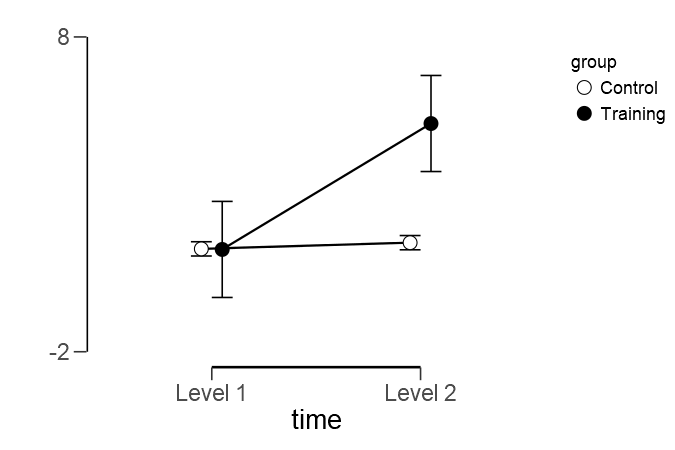 8
-2
Level 1
Level 2
time
group
Control
Training